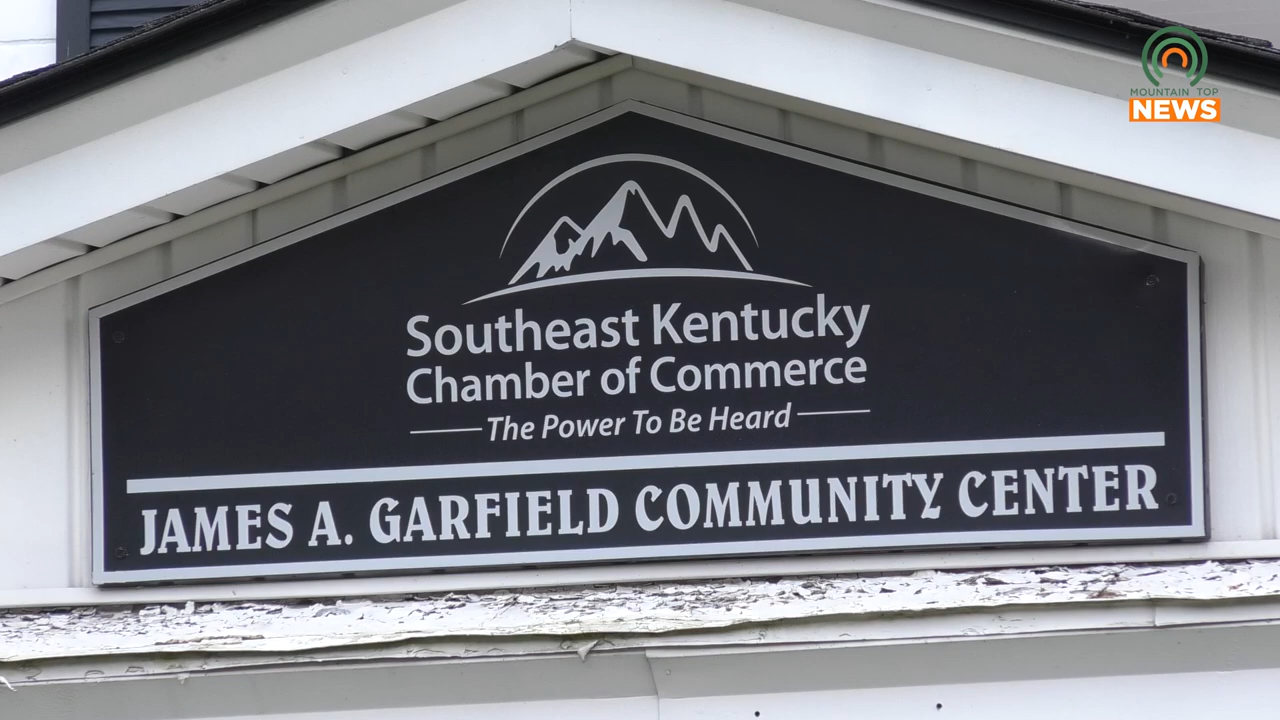 MOUNTAIN TOP
NEWS
Southeast Kentucky
Chamber of Commerce
The Power To Be Heard
JAMES A. GARFIELD COMMUNITY CENTER